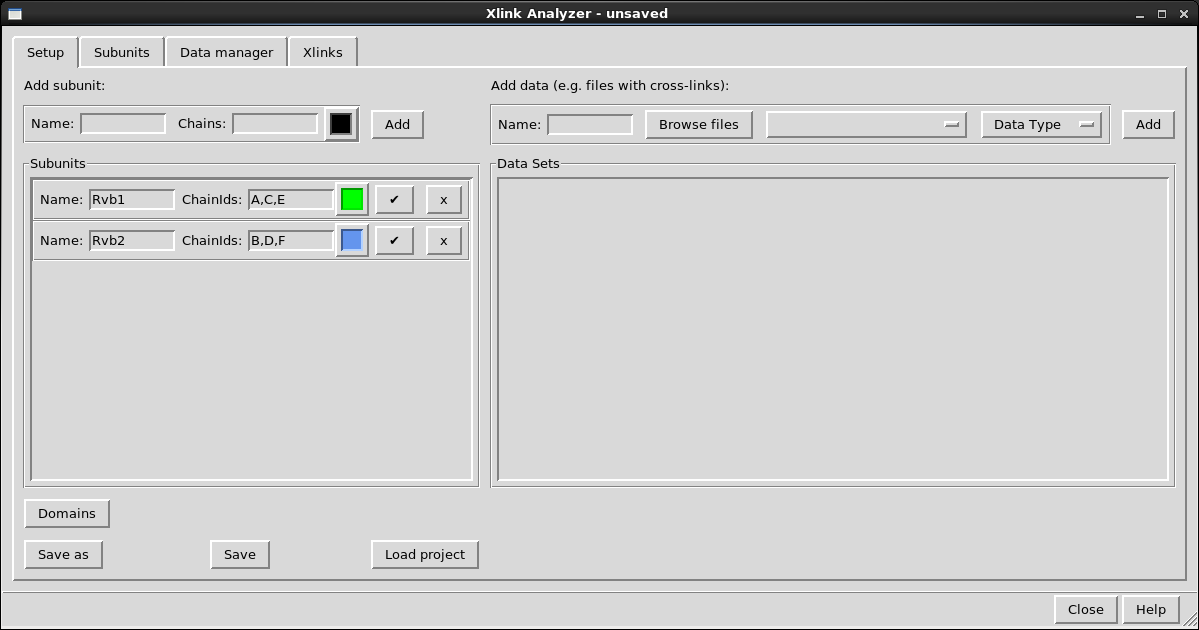 Xlink Analyzer - unsaved
Setup Subunits Data manager Xlinks
Add subunit: Add data (e.g. files with cross-links):
Name: Chains: Add Name: Browse files Data Type Add
Subunits Data Sets
Name: Rvb1 ChainIds: A,C,E ✔ x
Name: Rvb2 ChainIds: B,D,F ✔ x
Domains
Save as Save Load project
Close Help